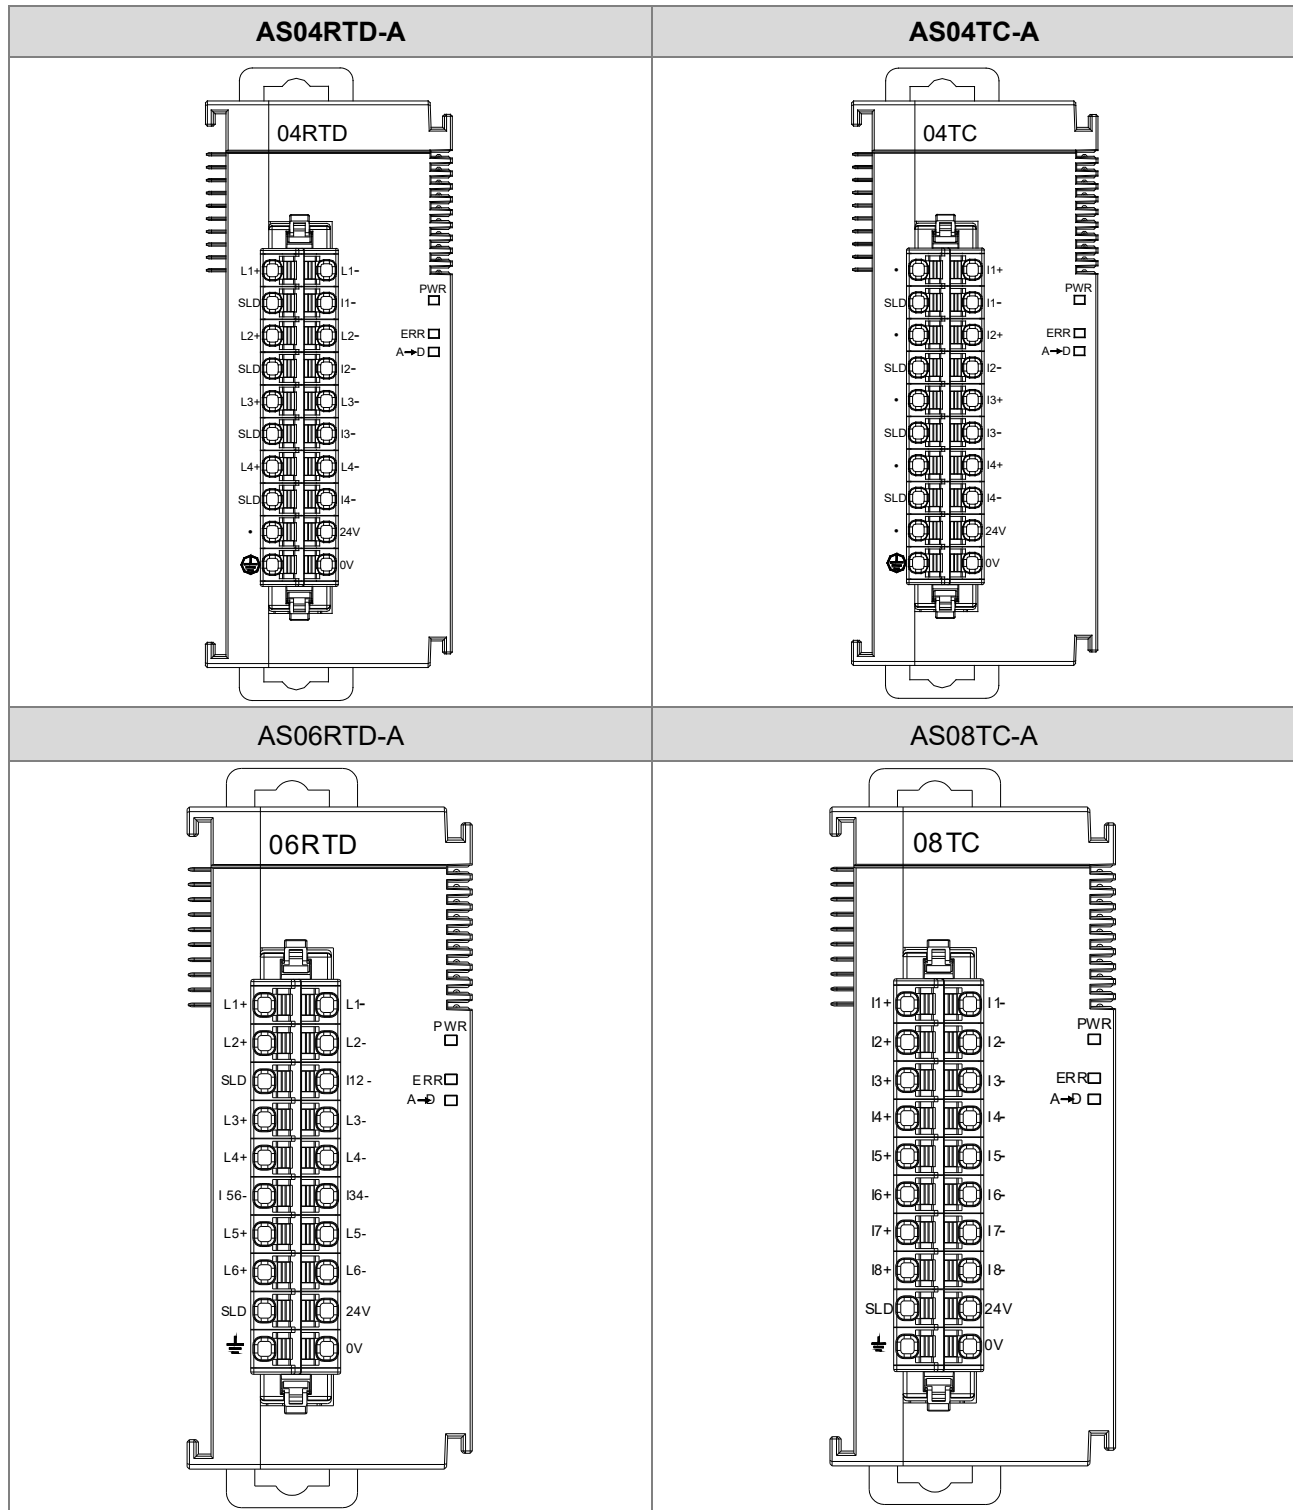 AS04RTD-A AS04TC-A
04RTD
L1+ L1-
SLD I1-
L2+ L2-
SLD I2-
L3+ L3-
SLD I3-
L4+ L4-
SLD I4-
• 24V
0V
PWR
ERR
A→D
04TC
• I1+
SLD I1-
• I2+
SLD I2-
• I3+
SLD I3-
• I4+
SLD I4-
• 24V
0V
PWR
ERR
A→D
AS06RTD-A AS08TC-A
06RTD
L1+ L1-
L2+ L2-
SLD I12-
L3+ L3-
L4+ L4-
I56- I34-
L5+ L5-
L6+ L6-
SLD 24V
0V
PWR
ERR
A→D
08TC
I1+ I1-
I2+ I2-
I3+ I3-
I4+ I4-
I5+ I5-
I6+ I6-
I7+ I7-
I8+ I8-
SLD 24V
0V
PWR
ERR
A→D